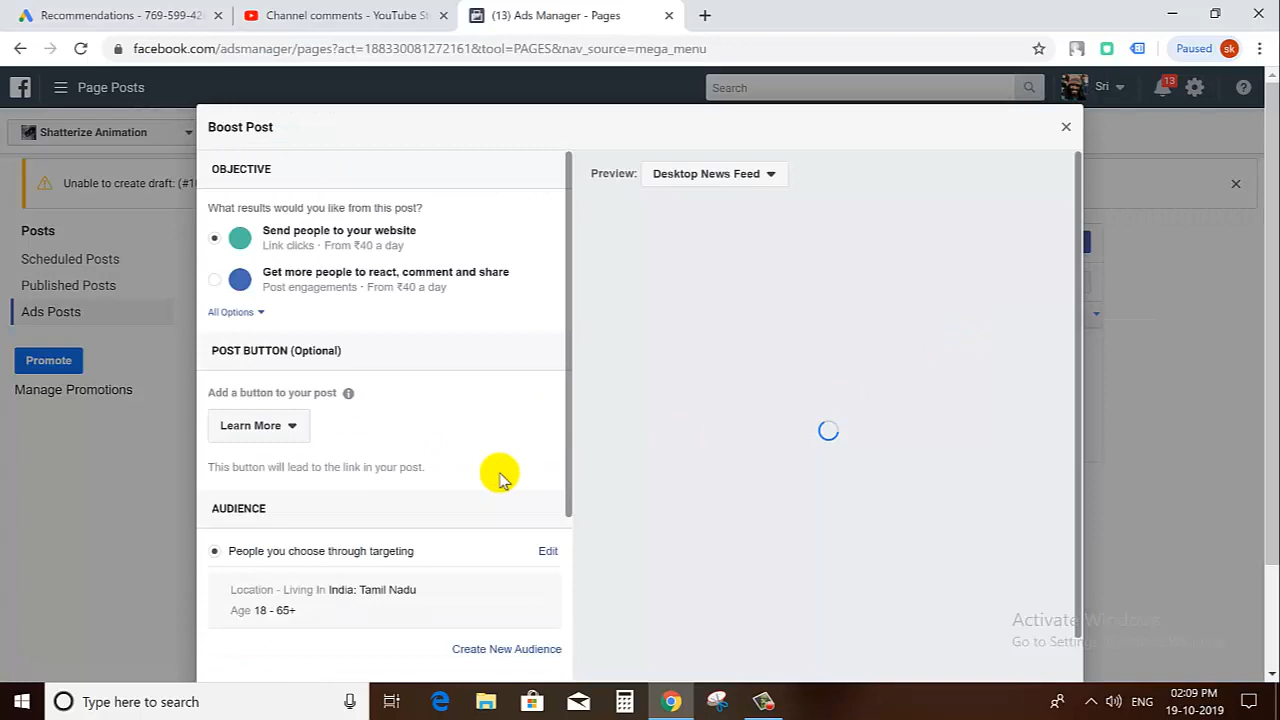 Recommendations - 769-599-42
Channel comments - YouTube St
(13) Ads Manager - Pages
facebook.com/adsmanager/pages?act=188330081272161&tool=PAGES&nav_source=mega_menu
Paused
sk
Page Posts
Search
Sri
13
Shatterize Animation
Boost Post
Unable to create draft: (#1
OBJECTIVE
Preview:
Desktop News Feed
What results would you like from this post?
Send people to your website
Link clicks · From ₹40 a day
Get more people to react, comment and share
Post engagements · From ₹40 a day
All Options
Posts
Scheduled Posts
Published Posts
Ads Posts
Promote
Manage Promotions
POST BUTTON (Optional)
Add a button to your post
Learn More
This button will lead to the link in your post.
AUDIENCE
People you choose through targeting
Edit
Location - Living In India: Tamil Nadu
Age 18 - 65+
Create New Audience
Activate Windows
Go to Settings
Type here to search
ENG
02:09 PM
19-10-2019